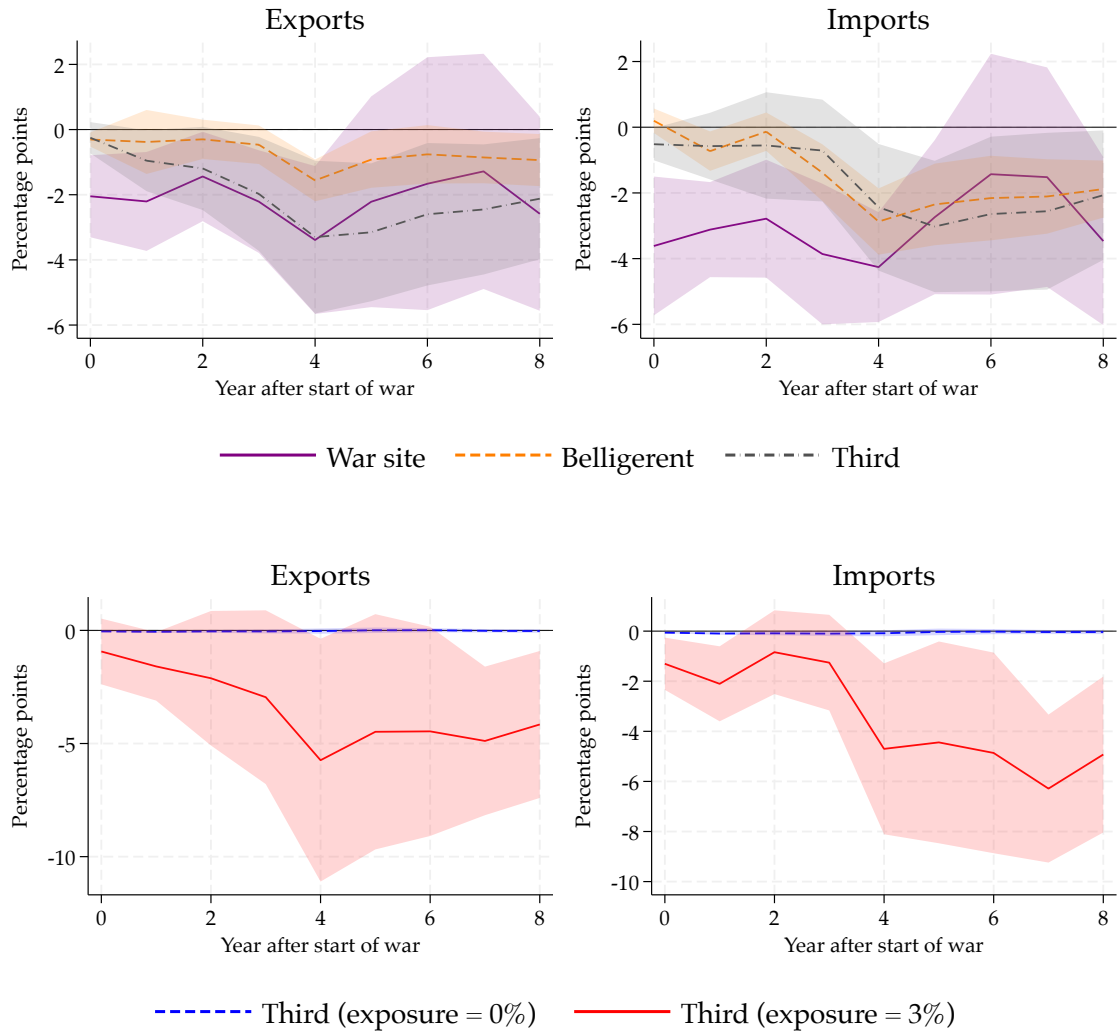 Exports
Percentage points
2
0
-2
-4
-6
0 2 4 6 8
Year after start of war
Imports
Percentage points
2
0
-2
-4
-6
0 2 4 6 8
Year after start of war
War site Belligerent Third
Exports
Percentage points
0
-5
-10
0 2 4 6 8
Year after start of war
Imports
Percentage points
0
-2
-4
-6
-8
-10
0 2 4 6 8
Year after start of war
Third (exposure = 0%) Third (exposure = 3%)